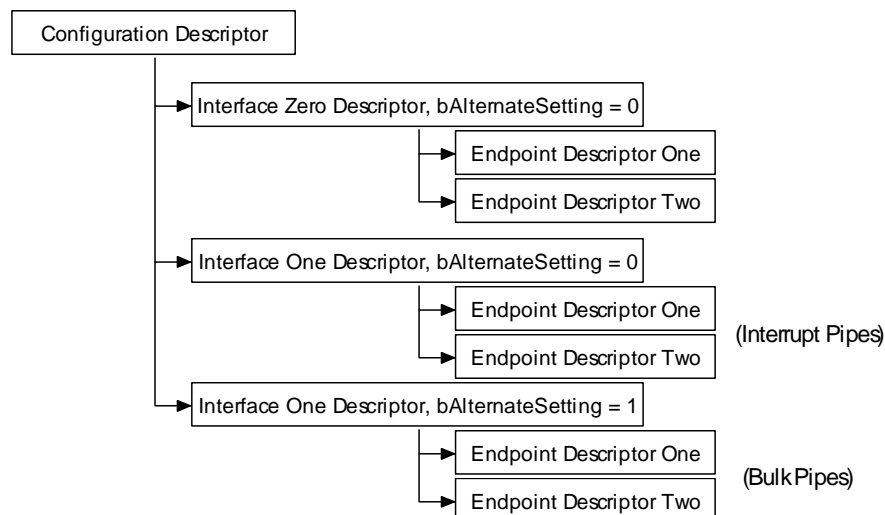 Configuration Descriptor
Interface Zero Descriptor, bAlternateSetting = 0
Endpoint Descriptor One
Endpoint Descriptor Two
Interface One Descriptor, bAlternateSetting = 0
Endpoint Descriptor One
(Interrupt Pipes)
Endpoint Descriptor Two
Interface One Descriptor, bAlternateSetting = 1
Endpoint Descriptor One
(Bulk Pipes)
Endpoint Descriptor Two